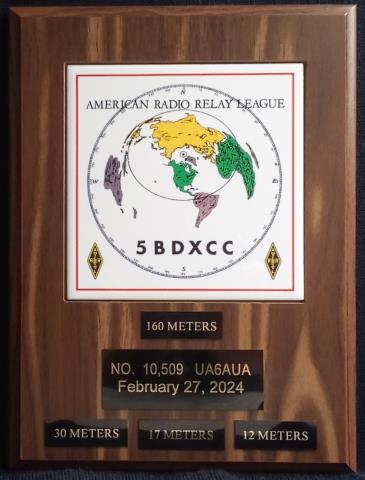 AMERICAN RADIO RELAY LEAGUE
N
W
E
S
5BDXCC
160 METERS
NO. 10,509 UA6AUA
February 27, 2024
30 METERS
17 METERS
12 METERS